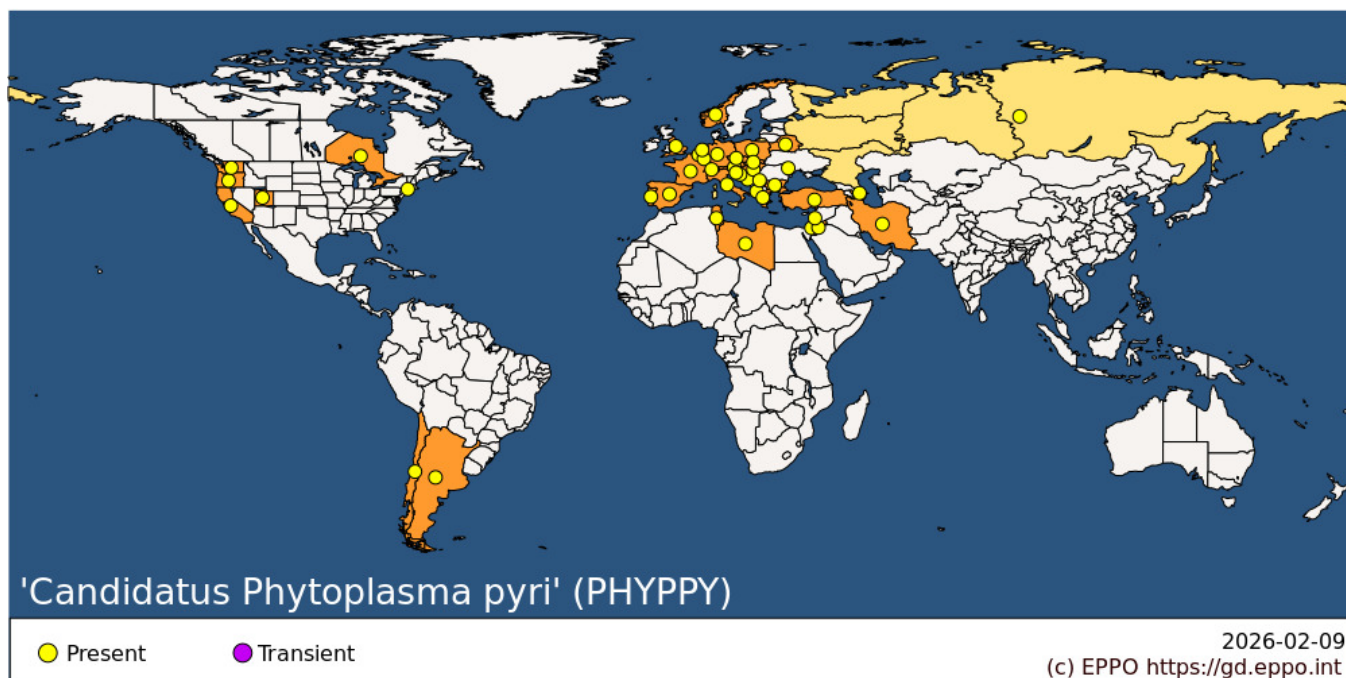 'Candidatus Phytoplasma pyri' (PHYPPY)
Present
Transient
2026-02-09
(c) EPPO https://gd.eppo.int